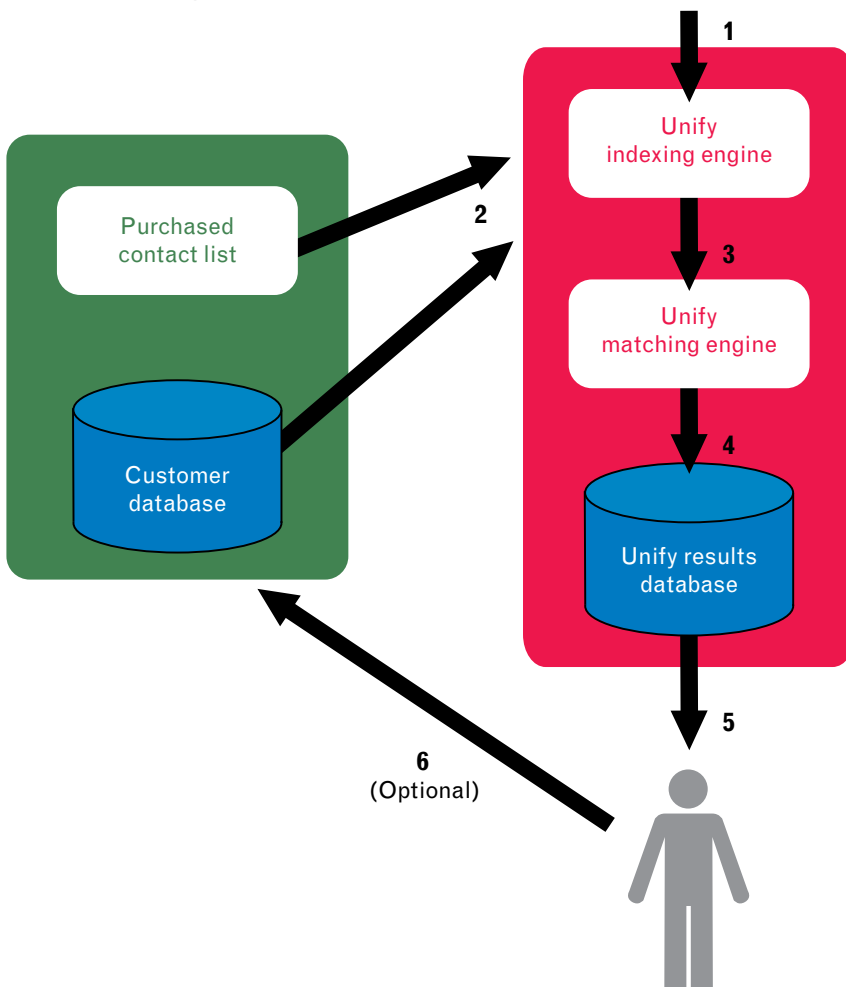 1
Unify
indexing engine
Purchased
contact list
2
3
Unify
matching engine
4
Customer
database
Unify results
database
5
6
(Optional)